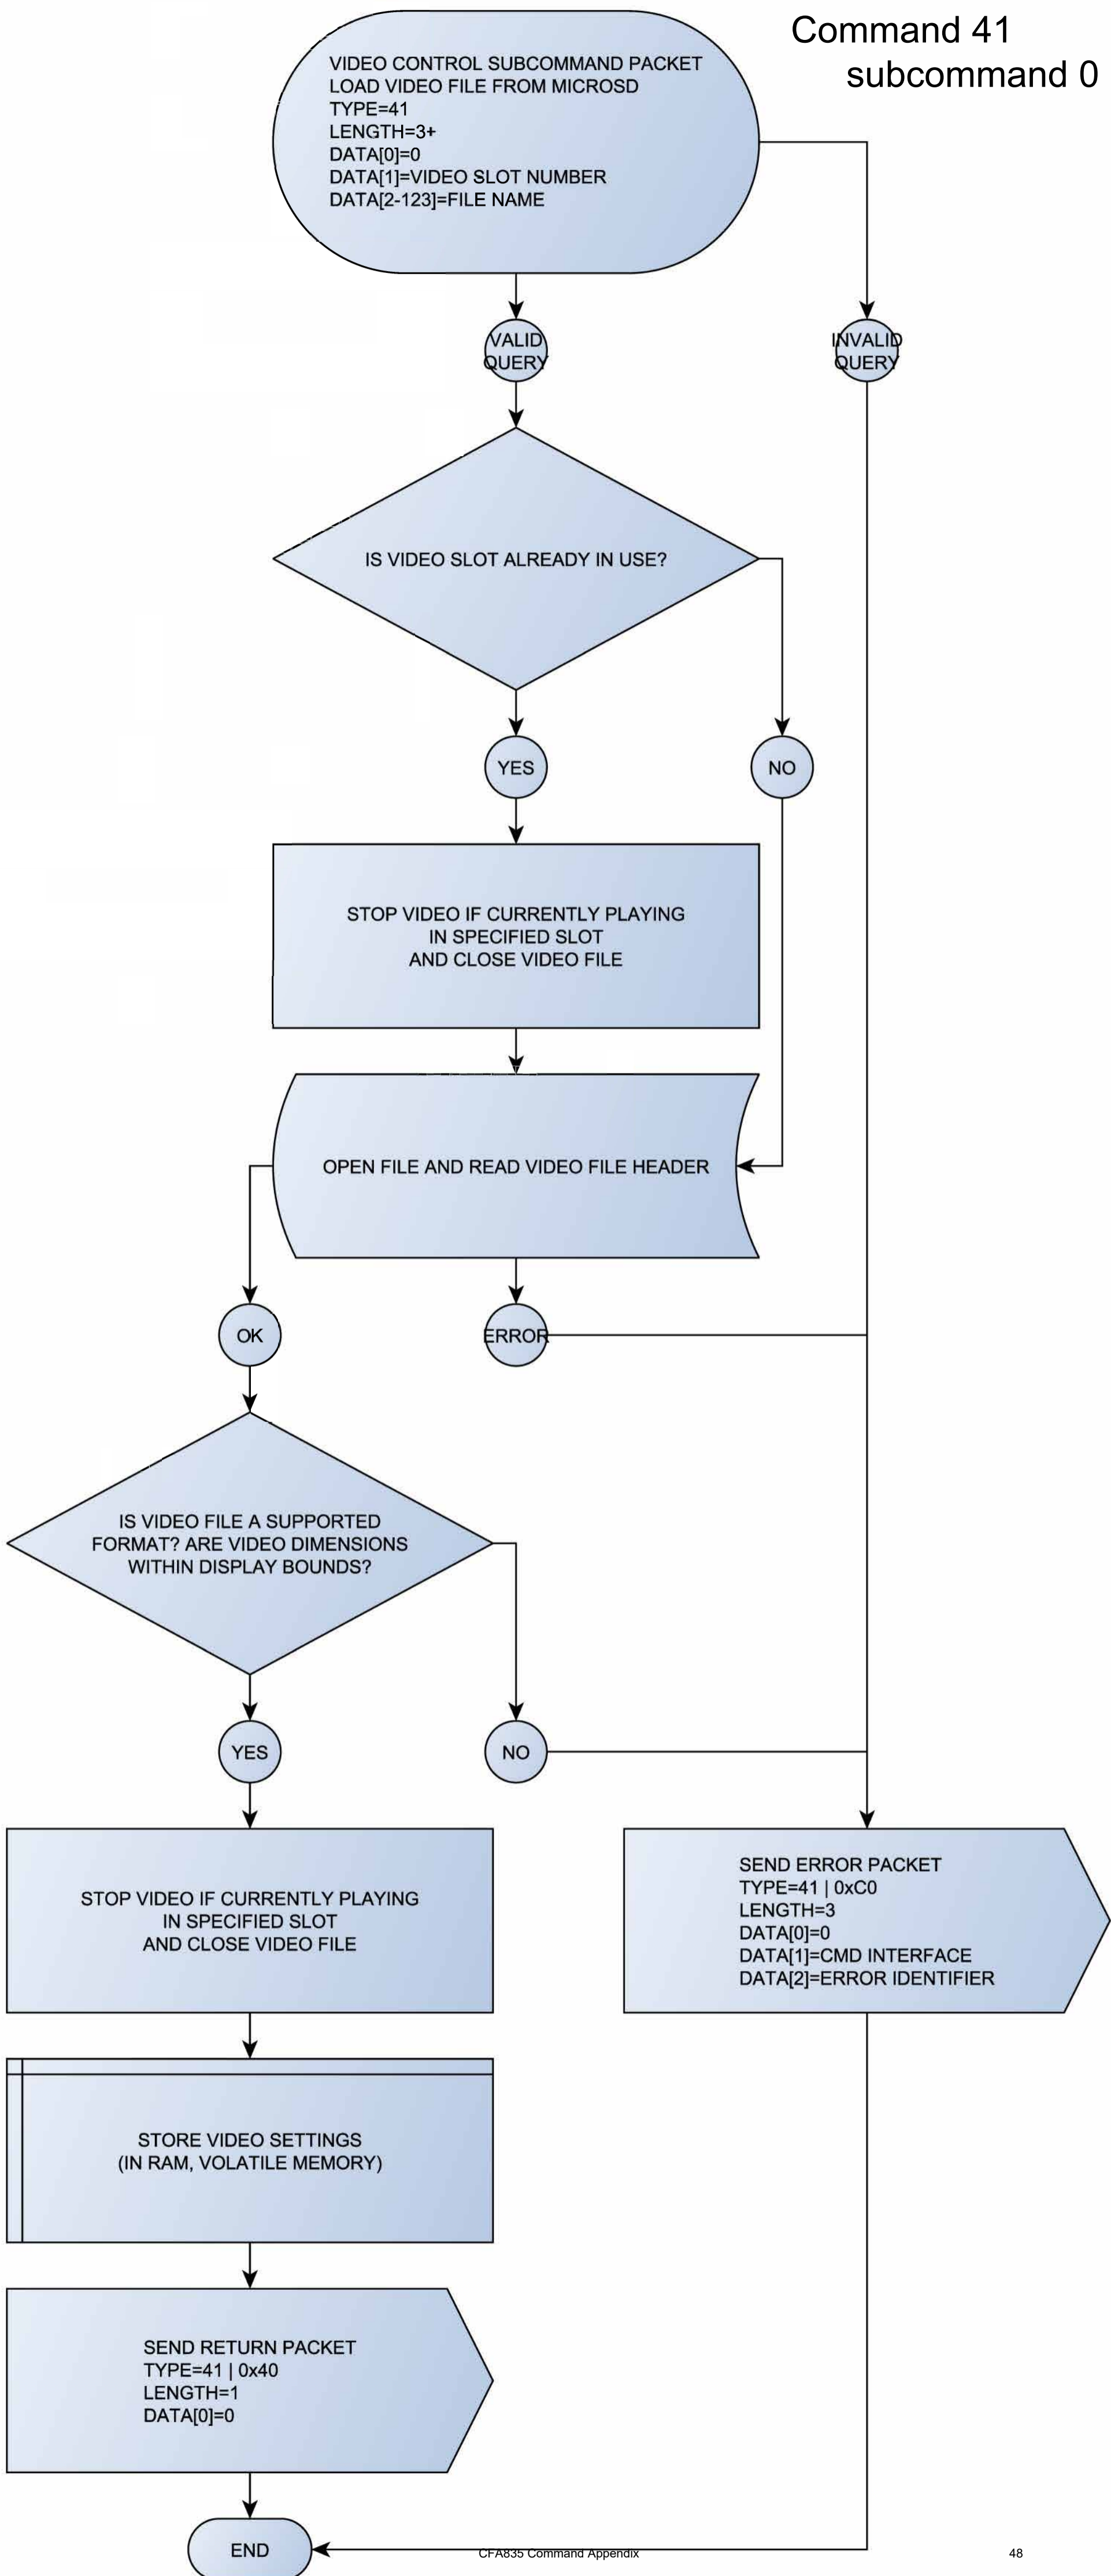 Command 41
subcommand 0
VIDEO CONTROL SUBCOMMAND PACKET
LOAD VIDEO FILE FROM MICROSD
TYPE=41
LENGTH=3+
DATA[0]=0
DATA[1]=VIDEO SLOT NUMBER
DATA[2-123]=FILE NAME
VALID
QUERY
INVALID
QUERY
IS VIDEO SLOT ALREADY IN USE?
YES
NO
STOP VIDEO IF CURRENTLY PLAYING
IN SPECIFIED SLOT
AND CLOSE VIDEO FILE
OPEN FILE AND READ VIDEO FILE HEADER
OK
ERROR
IS VIDEO FILE A SUPPORTED
FORMAT? ARE VIDEO DIMENSIONS
WITHIN DISPLAY BOUNDS?
YES
NO
STOP VIDEO IF CURRENTLY PLAYING
IN SPECIFIED SLOT
AND CLOSE VIDEO FILE
SEND ERROR PACKET
TYPE=41 | 0xC0
LENGTH=3
DATA[0]=0
DATA[1]=CMD INTERFACE
DATA[2]=ERROR IDENTIFIER
STORE VIDEO SETTINGS
(IN RAM, VOLATILE MEMORY)
SEND RETURN PACKET
TYPE=41 | 0x40
LENGTH=1
DATA[0]=0
END
CFA835 Command Appendix
48